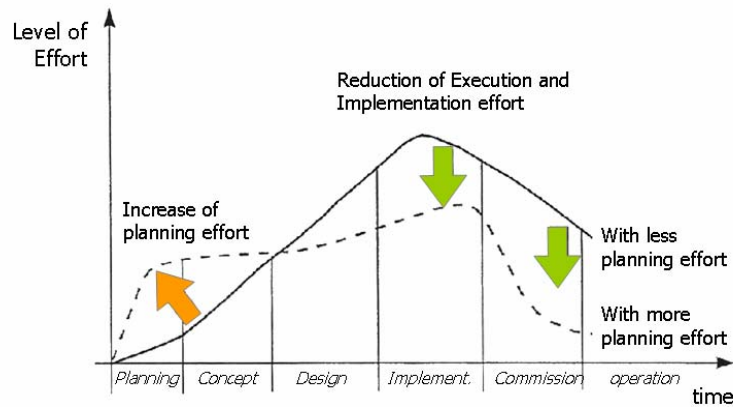 Level of
Effort
Reduction of Execution and
Implementation effort
Increase of
planning effort
With less
planning effort
With more
planning effort
Planning
Concept
Design
Implement.
Commission
operation
time